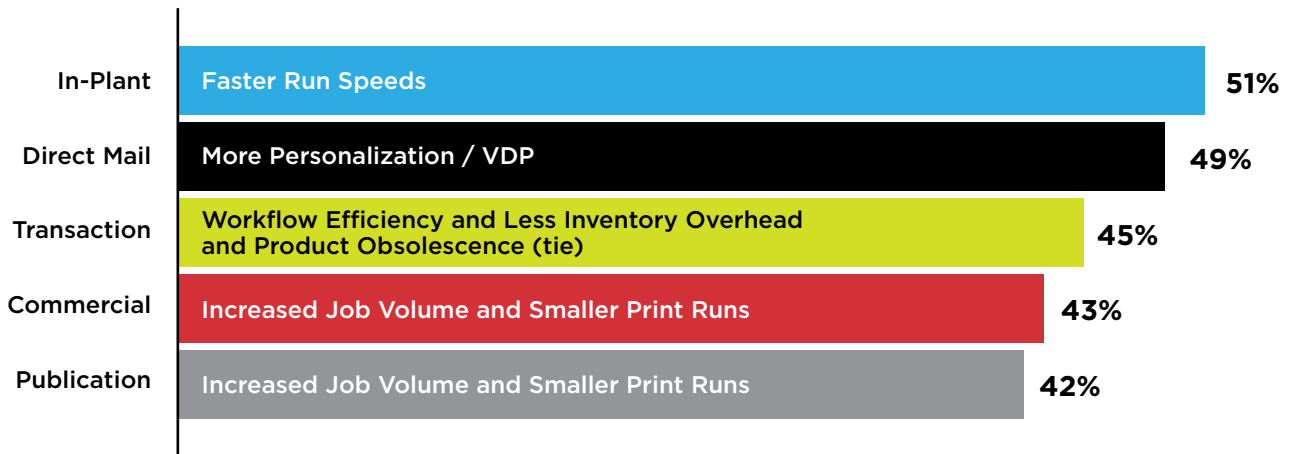 In-Plant Faster Run Speeds 51%
Direct Mail More Personalization / VDP 49%
Transaction Workflow Efficiency and Less Inventory Overhead
and Product Obsolescence (tie) 45%
Commercial Increased Job Volume and Smaller Print Runs 43%
Publication Increased Job Volume and Smaller Print Runs 42%